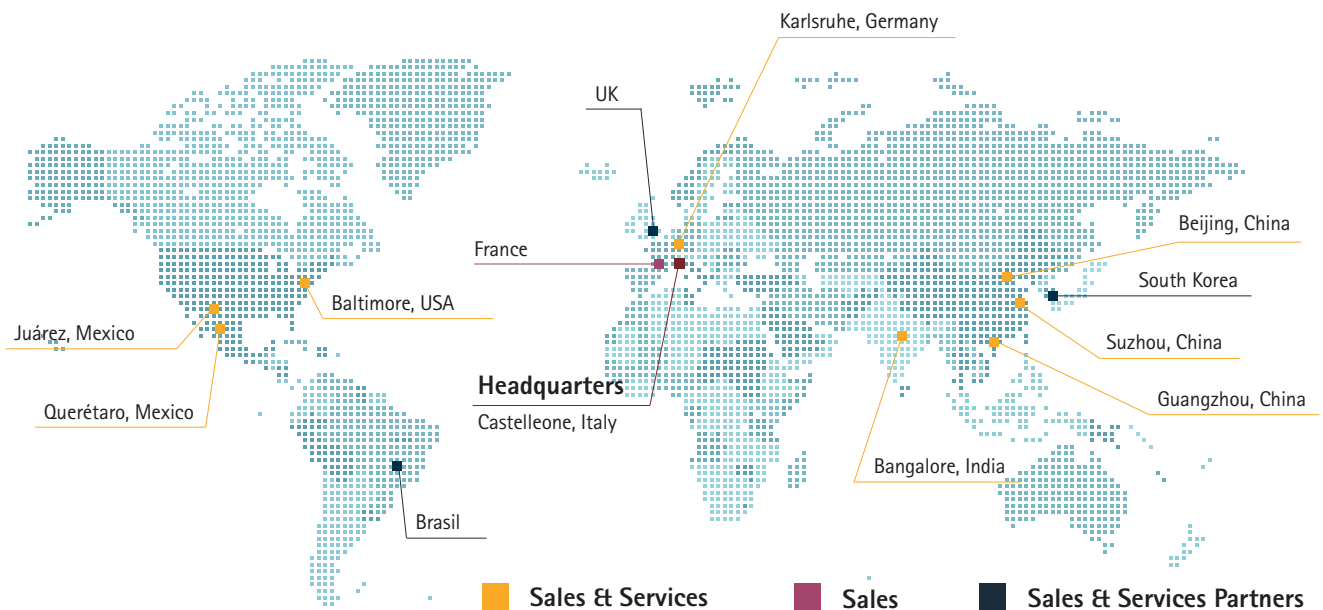 Karlsruhe, Germany
UK
Beijing, China
France
South Korea
Baltimore, USA
Juárez, Mexico
Suzhou, China
Headquarters
Castelleone, Italy
Querétaro, Mexico
Guangzhou, China
Bangalore, India
Brasil
Sales & Services
Sales
Sales & Services Partners